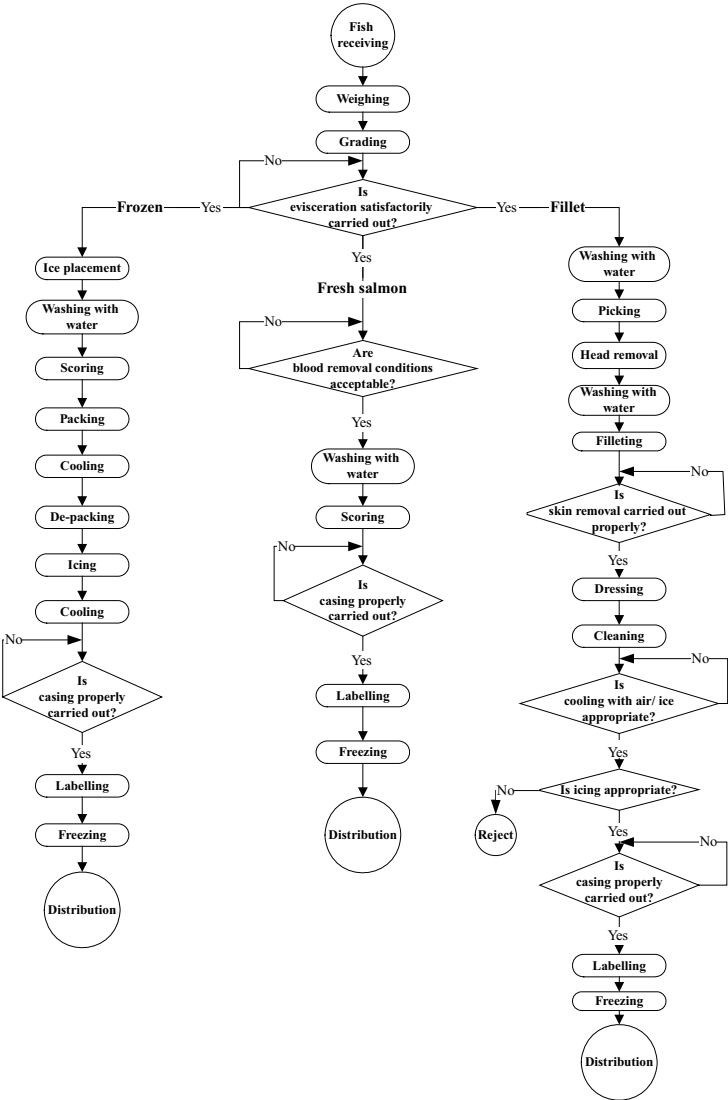 Fish
receiving
Weighing
Grading
No
Is
evisceration satisfactorily
carried out?
Frozen
Yes
Ice placement
Washing with
water
Scoring
Packing
Cooling
De-packing
Icing
Cooling
No
Is
casing properly
carried out?
Yes
Labelling
Freezing
Distribution
Yes
Fresh salmon
No
Are
blood removal conditions
acceptable?
Yes
Washing with
water
Scoring
No
Is
casing properly
carried out?
Yes
Labelling
Freezing
Distribution
Yes
Fillet
Washing with
water
Picking
Head removal
Washing with
water
Filleting
No
Is
skin removal carried out
properly?
Yes
Dressing
Cleaning
No
Is
cooling with air/ ice
appropriate?
Yes
Is icing appropriate?
No
Reject
Yes
No
Is
casing properly
carried out?
Yes
Labelling
Freezing
Distribution